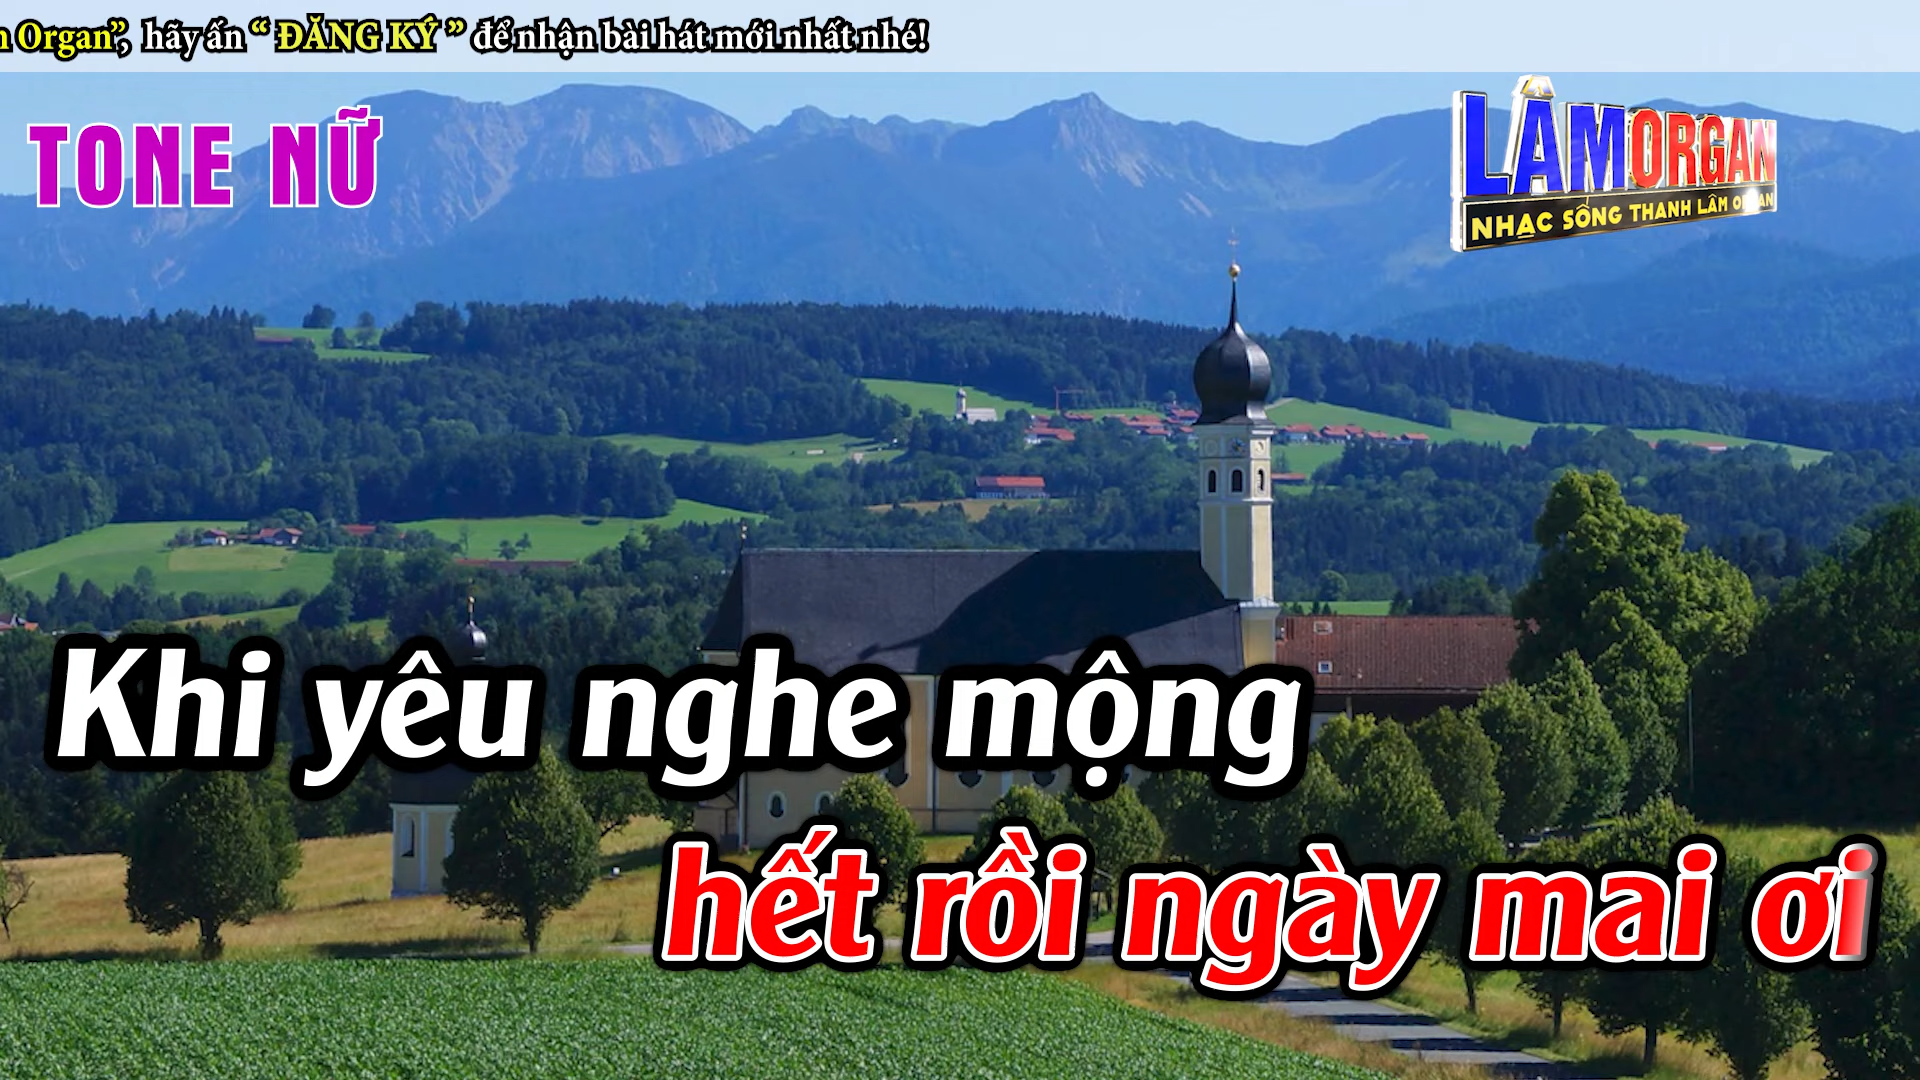 Organ”, hãy ấn “ ĐĂNG KÝ ” để nhận bài hát mới nhất nhé!
TONE NỮ
LÂM ORGAN
NHẠC SỐNG THANH LÂM ORGAN
Khi yêu nghe mộng
hết rồi ngày mai ơi